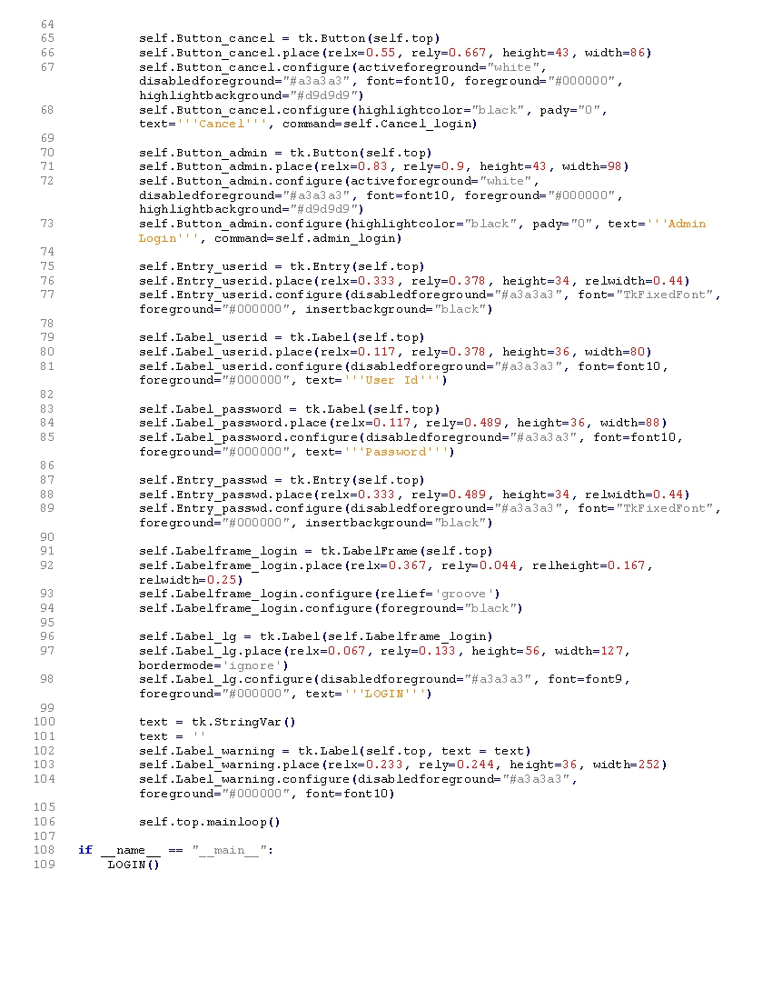 64
65 self.Button_cancel = tk.Button(self.top)
66 self.Button_cancel.place(relx=0.55, rely=0.667, height=43, width=86)
67 self.Button_cancel.configure(activeforeground="white",
disabledforeground="#a3a3a3", font=font10, foreground="#000000",
highlightbackground="#d9d9d9")
68 self.Button_cancel.configure(highlightcolor="black", pady="0",
text='''Cancel''', command=self.Cancel_login)
69
70 self.Button_admin = tk.Button(self.top)
71 self.Button_admin.place(relx=0.83, rely=0.9, height=43, width=98)
72 self.Button_admin.configure(activeforeground="white",
disabledforeground="#a3a3a3", font=font10, foreground="#000000",
highlightbackground="#d9d9d9")
73 self.Button_admin.configure(highlightcolor="black", pady="0", text='''Admin
Login''', command=self.admin_login)
74
75 self.Entry_userid = tk.Entry(self.top)
76 self.Entry_userid.place(relx=0.333, rely=0.378, height=34, relwidth=0.44)
77 self.Entry_userid.configure(disabledforeground="#a3a3a3", font="TkFixedFont",
foreground="#000000", insertbackground="black")
78
79 self.Label_userid = tk.Label(self.top)
80 self.Label_userid.place(relx=0.117, rely=0.378, height=36, width=80)
81 self.Label_userid.configure(disabledforeground="#a3a3a3", font=font10,
foreground="#000000", text='''User Id''')
82
83 self.Label_password = tk.Label(self.top)
84 self.Label_password.place(relx=0.117, rely=0.489, height=36, width=88)
85 self.Label_password.configure(disabledforeground="#a3a3a3", font=font10,
foreground="#000000", text='''Password''')
86
87 self.Entry_passwd = tk.Entry(self.top)
88 self.Entry_passwd.place(relx=0.333, rely=0.489, height=34, relwidth=0.44)
89 self.Entry_passwd.configure(disabledforeground="#a3a3a3", font="TkFixedFont",
foreground="#000000", insertbackground="black")
90
91 self.Labelframe_login = tk.LabelFrame(self.top)
92 self.Labelframe_login.place(relx=0.367, rely=0.044, relheight=0.167,
relwidth=0.25)
93 self.Labelframe_login.configure(relief='groove')
94 self.Labelframe_login.configure(foreground="black")
95
96 self.Label_lg = tk.Label(self.Labelframe_login)
97 self.Label_lg.place(relx=0.067, rely=0.133, height=56, width=127,
bordermode='ignore')
98 self.Label_lg.configure(disabledforeground="#a3a3a3", font=font9,
foreground="#000000", text='''LOGIN''')
99
100 text = tk.StringVar()
101 text = ''
102 self.Label_warning = tk.Label(self.top, text = text)
103 self.Label_warning.place(relx=0.233, rely=0.244, height=36, width=252)
104 self.Label_warning.configure(disabledforeground="#a3a3a3",
foreground="#000000", font=font10)
105
106 self.top.mainloop()
107
108 if __name__ == "__main__":
109 LOGIN()